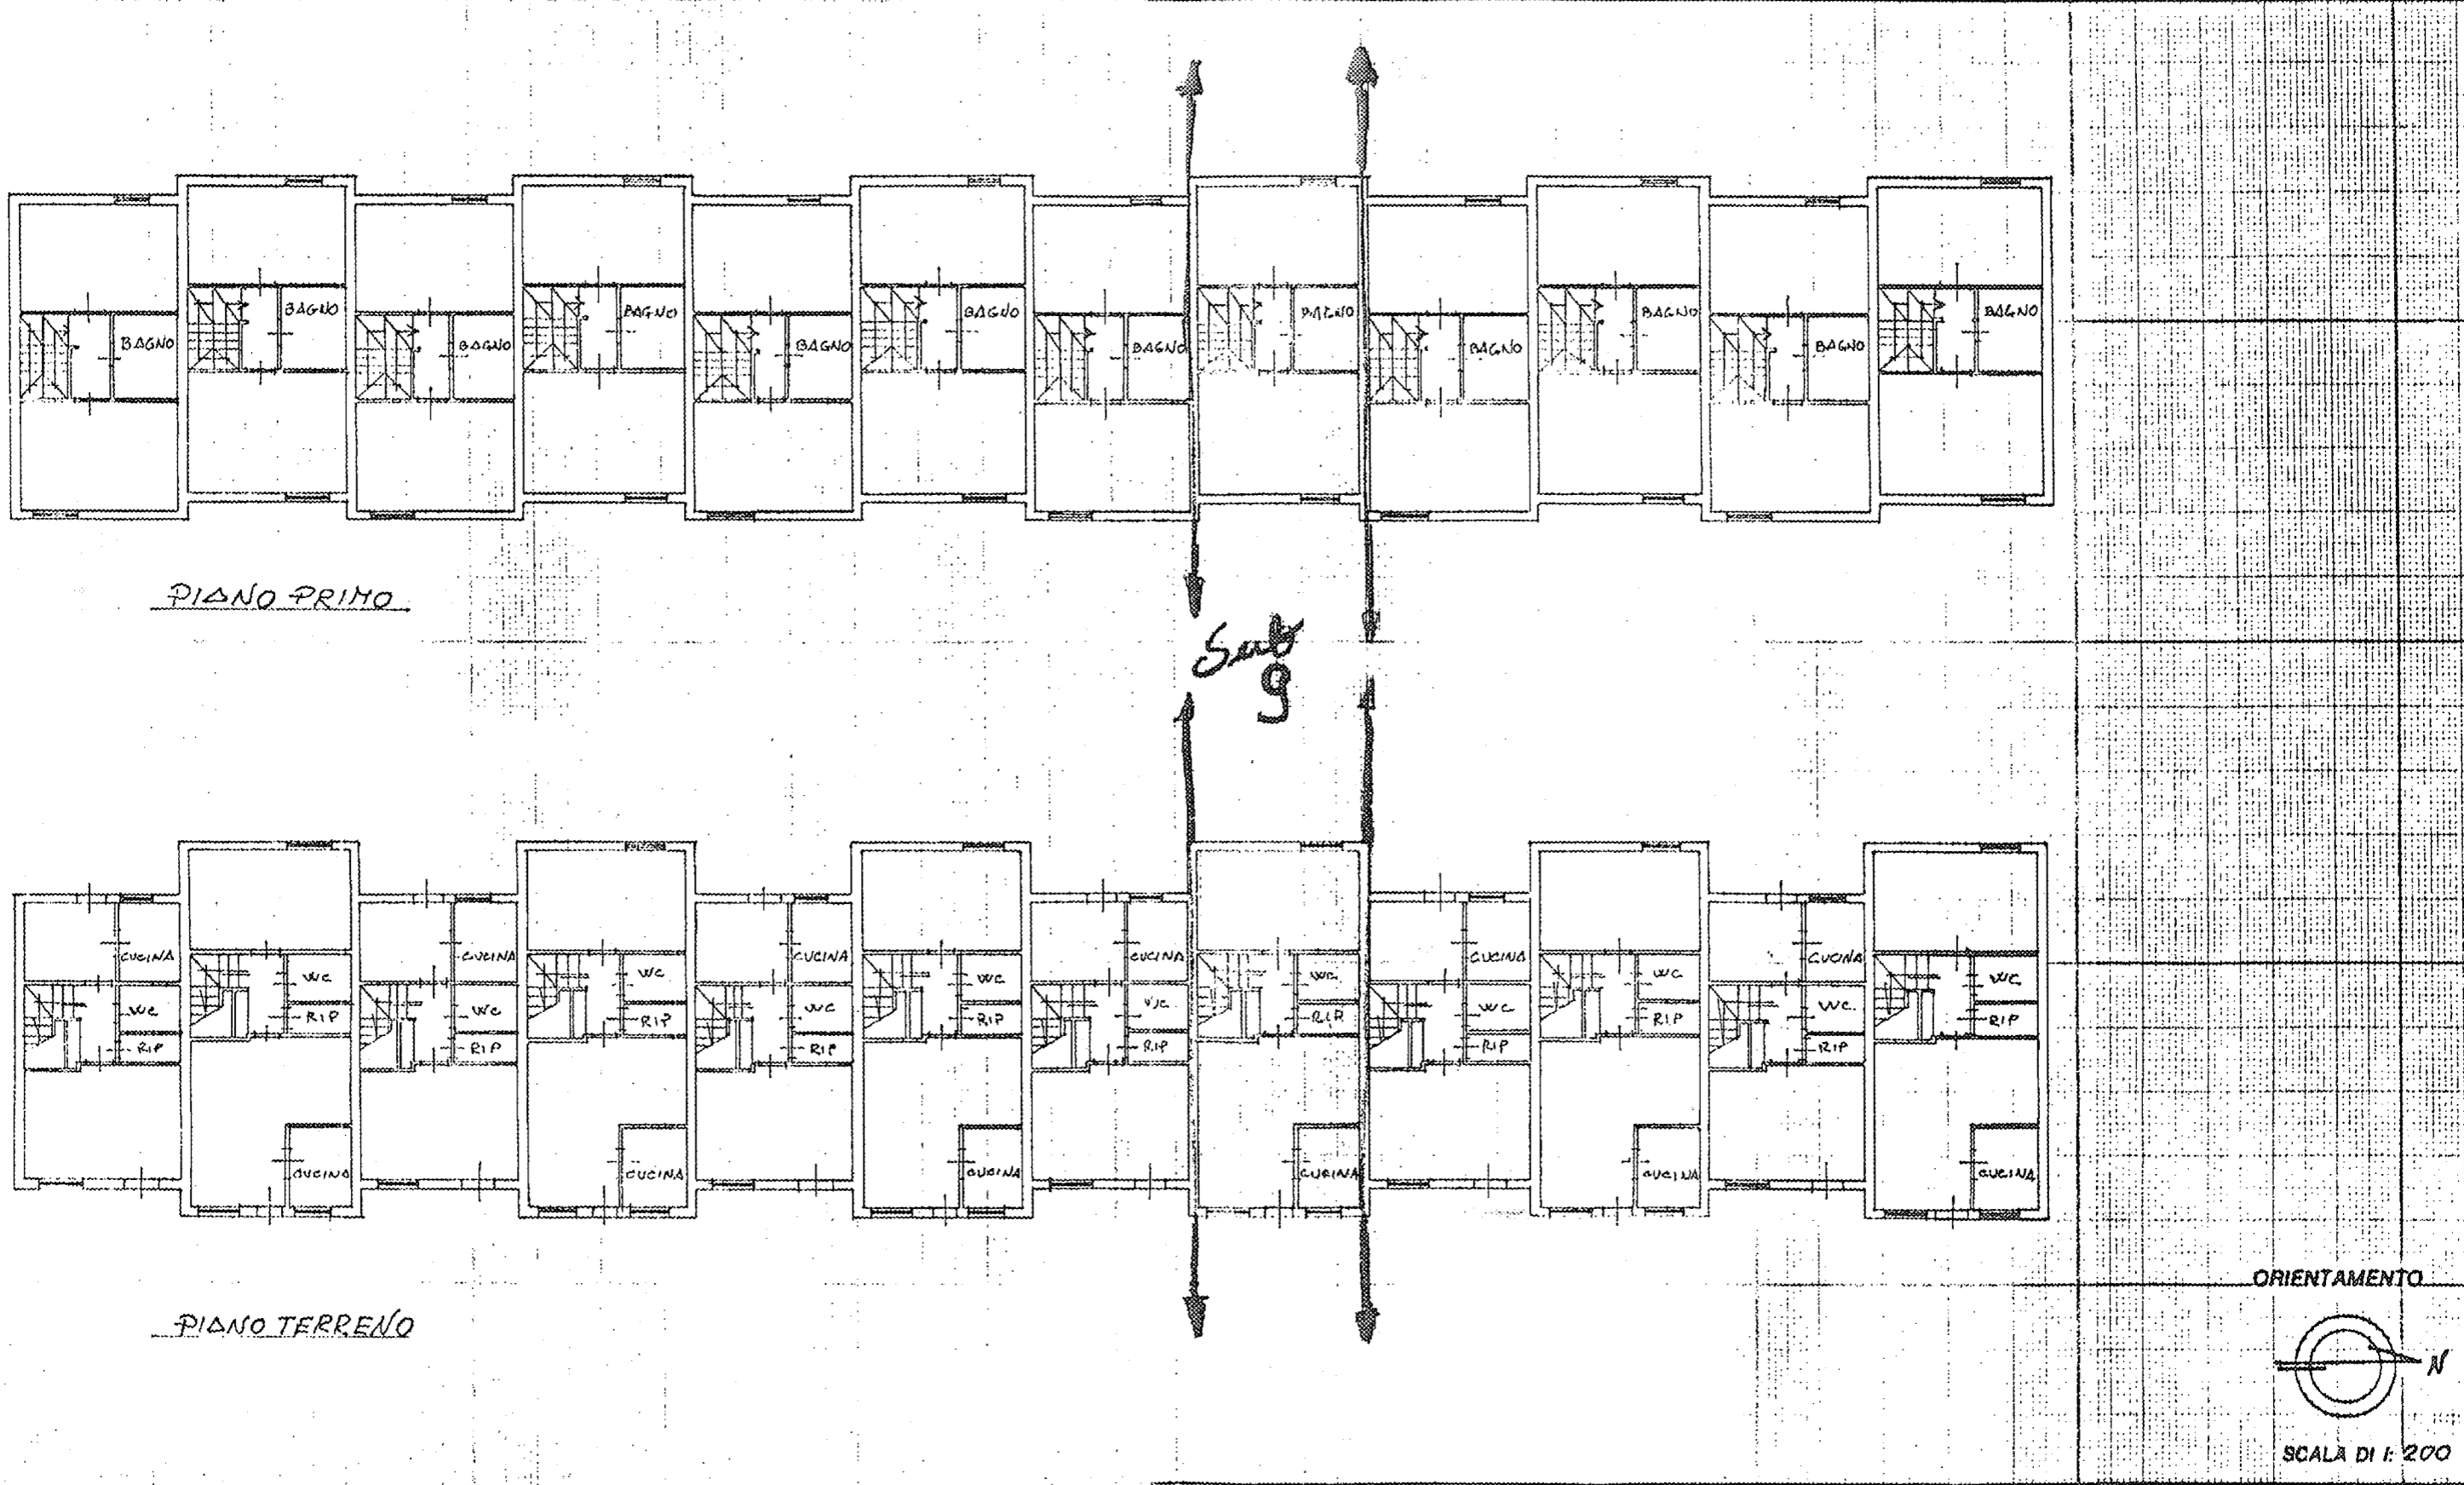 BAGNO BAGNO BAGNO BAGNO BAGNO BAGNO BAGNO BAGNO BAGNO BAGNO BAGNO BAGNO
PIANO PRIMO
Sub
9
CUCINA CUCINA CUCINA CUCINA CUCINA CUCINA
WC WC WC WC WC WC
RIP RIP RIP RIP RIP RIP
WC WC WC WC WC WC
RIP RIP RIP RIP RIP RIP
CUCINA CUCINA CUCINA CUCINA CUCINA CUCINA
PIANO TERRENO
ORIENTAMENTO
N
SCALA DI 1: 200